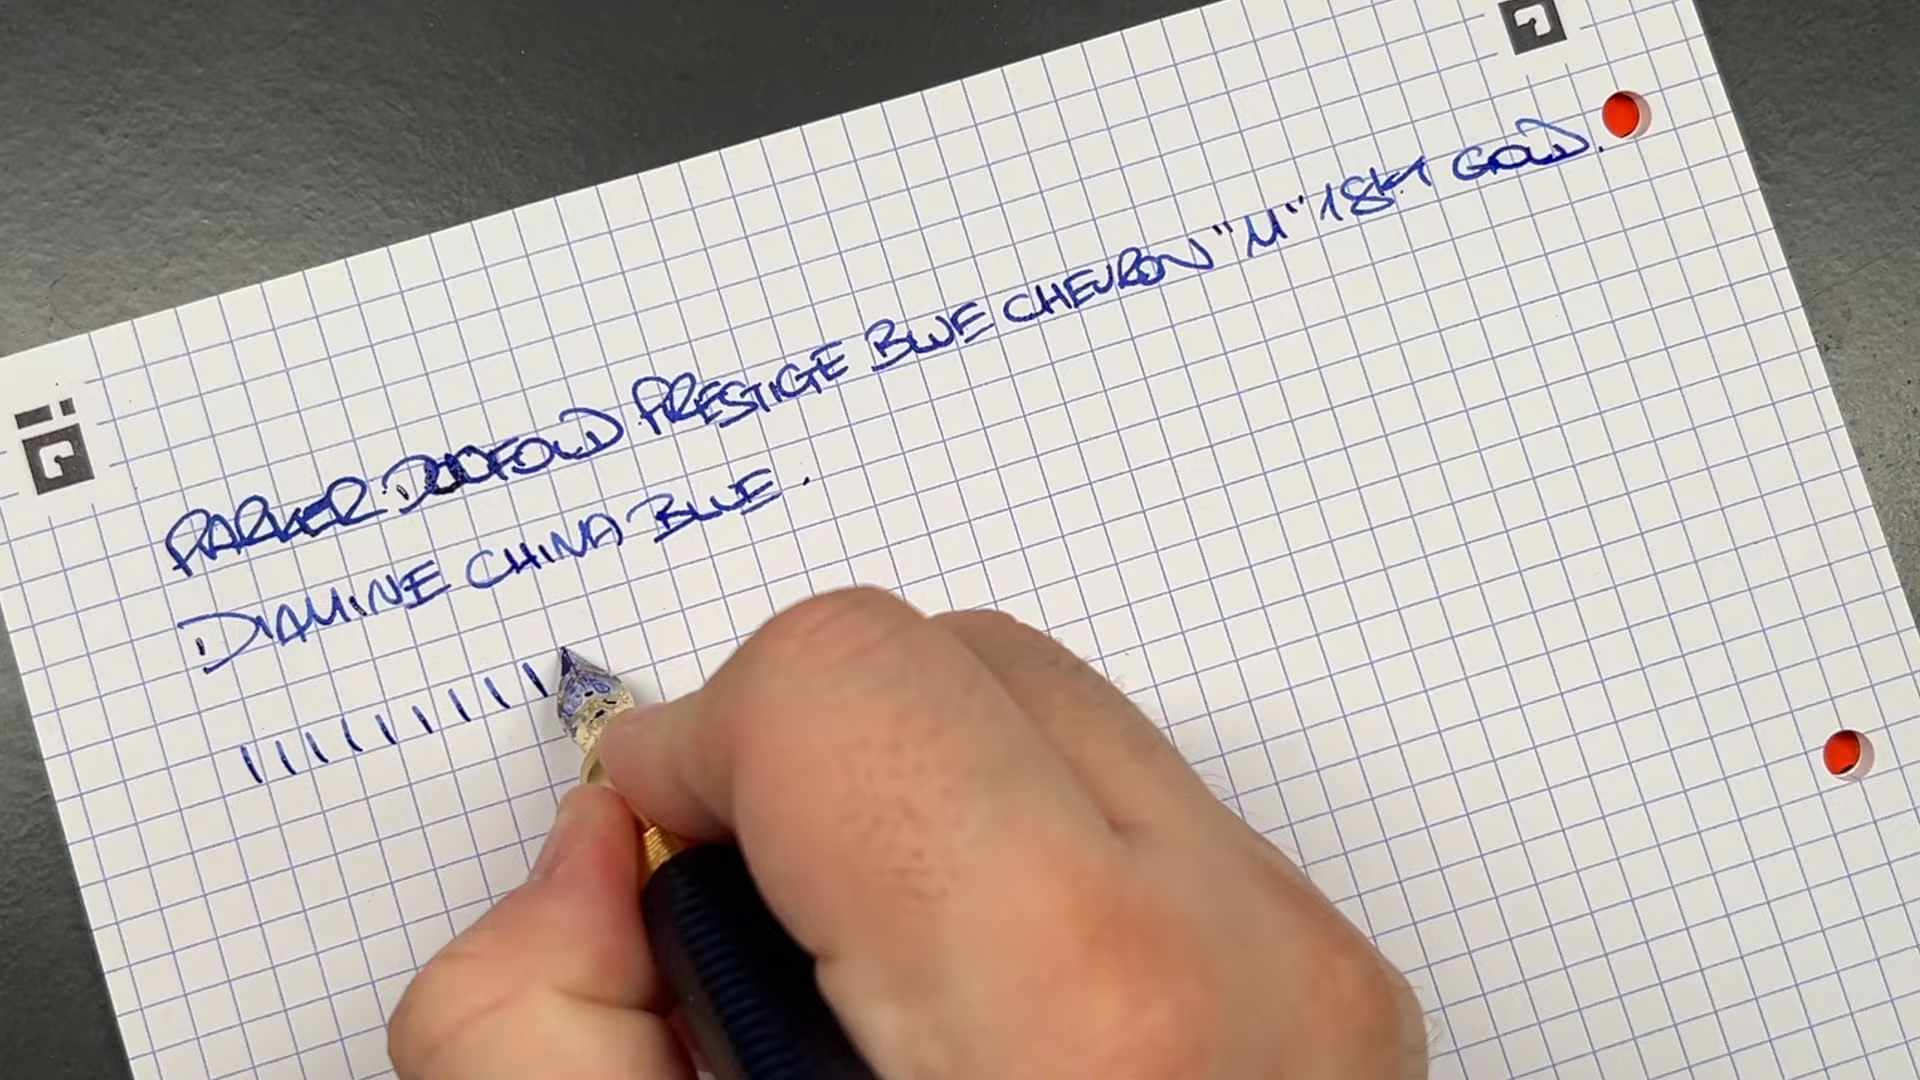 PARKER DUOFOLD PRESTIGE BLUE CHEVRON "M" 18kt GOLD.
DIAMINE CHINA BLUE.